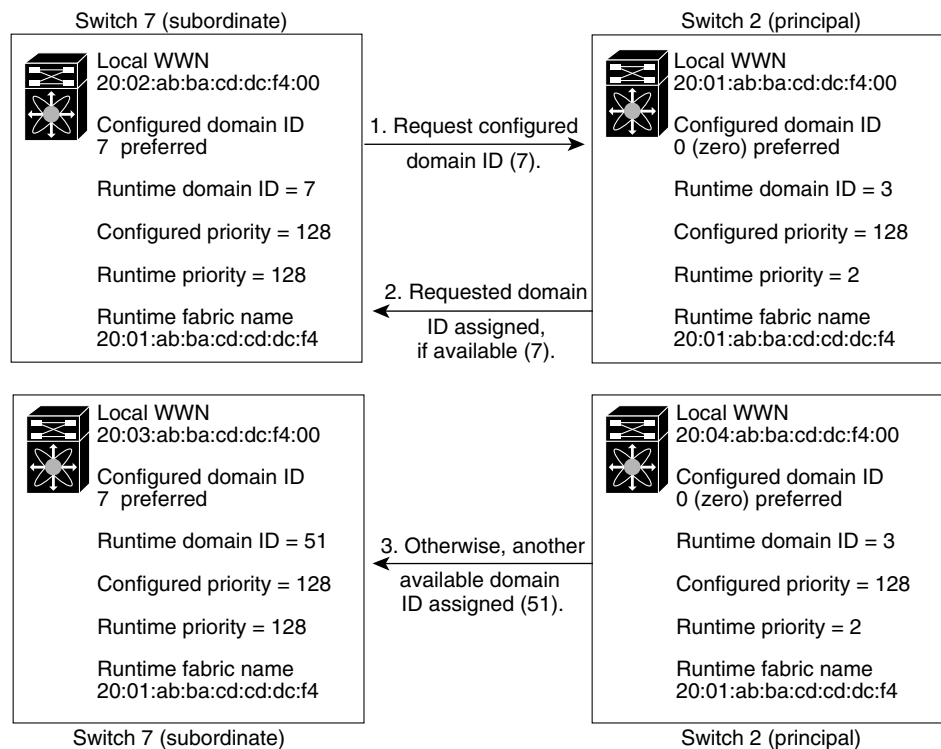 Switch 7 (subordinate)
Local WWN
20:02:ab:ba:cd:dc:f4:00
Configured domain ID
7 preferred
Runtime domain ID = 7
Configured priority = 128
Runtime priority = 128
Runtime fabric name
20:01:ab:ba:cd:cd:dc:f4
1. Request configured
domain ID (7).
2. Requested domain
ID assigned,
if available (7).
Switch 2 (principal)
Local WWN
20:01:ab:ba:cd:dc:f4:00
Configured domain ID
0 (zero) preferred
Runtime domain ID = 3
Configured priority = 128
Runtime priority = 2
Runtime fabric name
20:01:ab:ba:cd:cd:dc:f4
Local WWN
20:03:ab:ba:cd:dc:f4:00
Configured domain ID
7 preferred
Runtime domain ID = 51
Configured priority = 128
Runtime priority = 128
Runtime fabric name
20:01:ab:ba:cd:cd:dc:f4
Switch 7 (subordinate)
3. Otherwise, another
available domain
ID assigned (51).
Local WWN
20:04:ab:ba:cd:dc:f4:00
Configured domain ID
0 (zero) preferred
Runtime domain ID = 3
Configured priority = 128
Runtime priority = 2
Runtime fabric name
20:01:ab:ba:cd:cd:dc:f4
Switch 2 (principal)